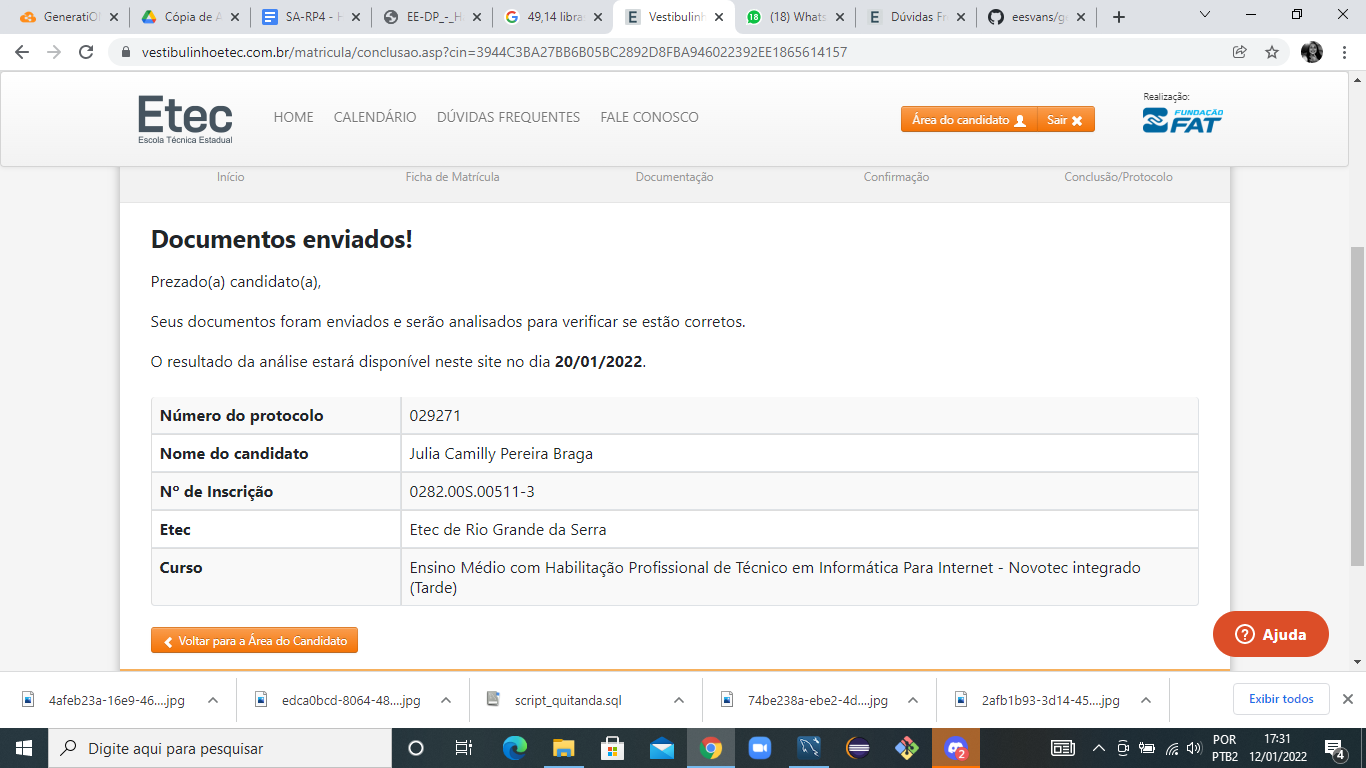 GeneratiO
Cópia de A
SA-RP4 - H
EE-DP_-_H
49,14 libra
Vestibulinh
(18) Whats
Dúvidas Fr
eesvans/g
vestibulinhoetec.com.br/matricula/conclusao.asp?cin=3944C3BA27BB6B05BC2892D8FBA946022392EE1865614157
Etec
Escola Técnica Estadual
HOME CALENDÁRIO DÚVIDAS FREQUENTES FALE CONOSCO
Área do candidato Sair
Realização:
FUNDAÇÃO
FAT
Início Ficha de Matrícula Documentação Confirmação Conclusão/Protocolo
Documentos enviados!
Prezado(a) candidato(a),
Seus documentos foram enviados e serão analisados para verificar se estão corretos.
O resultado da análise estará disponível neste site no dia 20/01/2022.
Número do protocolo 029271
Nome do candidato Julia Camilly Pereira Braga
Nº de Inscrição 0282.00S.00511-3
Etec Etec de Rio Grande da Serra
Curso Ensino Médio com Habilitação Profissional de Técnico em Informática Para Internet - Novotec integrado
(Tarde)
Voltar para a Área do Candidato
Ajuda
4afeb23a-16e9-46....jpg
edca0bcd-8064-48....jpg
script_quitanda.sql
74be238a-ebe2-4d....jpg
2afb1b93-3d14-45....jpg
Exibir todos
Digite aqui para pesquisar
2
POR
PTB2
17:31
12/01/2022
4